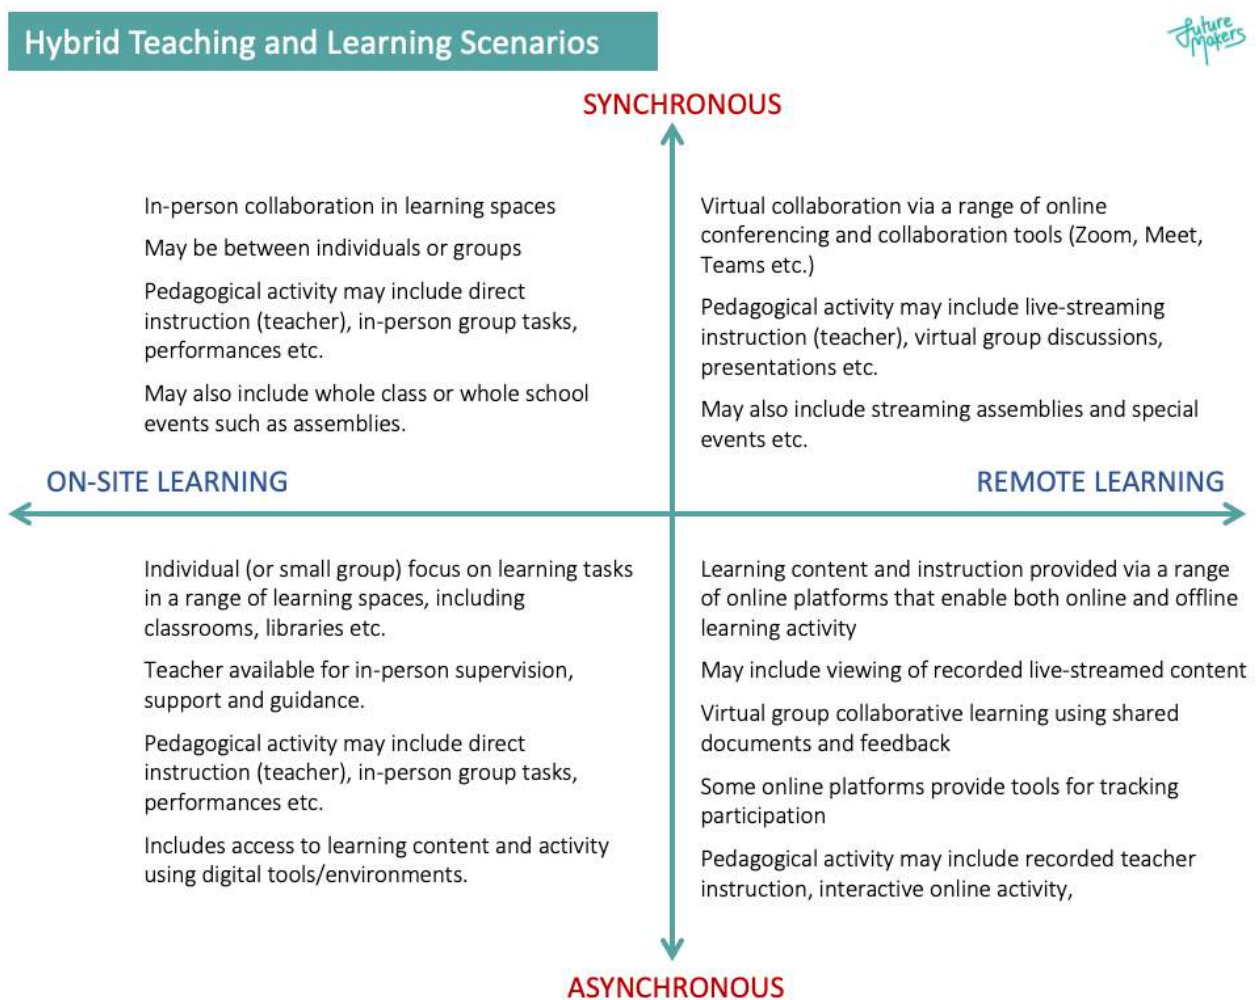 Hybrid Teaching and Learning Scenarios
future
makers
SYNCHRONOUS
In-person collaboration in learning spaces
May be between individuals or groups
Pedagogical activity may include direct
instruction (teacher), in-person group tasks,
performances etc.
May also include whole class or whole school
events such as assemblies.
Virtual collaboration via a range of online
conferencing and collaboration tools (Zoom, Meet,
Teams etc.)
Pedagogical activity may include live-streaming
instruction (teacher), virtual group discussions,
presentations etc.
May also include streaming assemblies and special
events etc.
ON-SITE LEARNING
REMOTE LEARNING
Individual (or small group) focus on learning tasks
in a range of learning spaces, including
classrooms, libraries etc.
Teacher available for in-person supervision,
support and guidance.
Pedagogical activity may include direct
instruction (teacher), in-person group tasks,
performances etc.
Includes access to learning content and activity
using digital tools/environments.
Learning content and instruction provided via a range
of online platforms that enable both online and offline
learning activity
May include viewing of recorded live-streamed content
Virtual group collaborative learning using shared
documents and feedback
Some online platforms provide tools for tracking
participation
Pedagogical activity may include recorded teacher
instruction, interactive online activity,
ASYNCHRONOUS